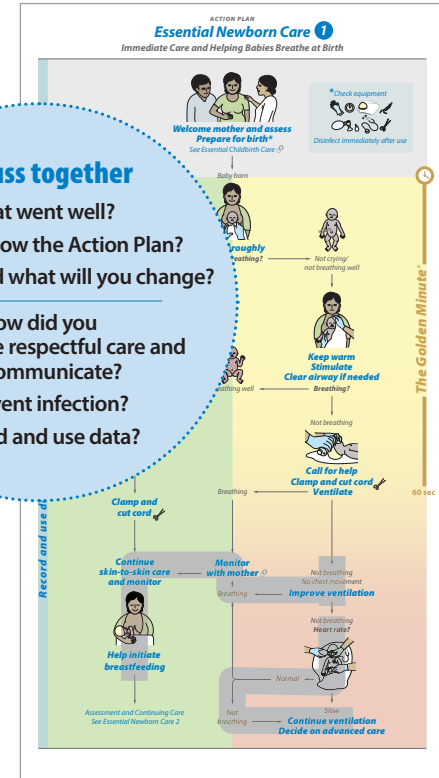 ACTION PLAN
Essential Newborn Care 1
Immediate Care and Helping Babies Breathe at Birth
*Check equipment
Disinfect immediately after use
Welcome mother and assess
Prepare for birth*
See Essential Childbirth Care
Baby born
together
went well?
the Action Plan?
what will you change?
did you
respectful care and
prevent infection?
and use data?
Not crying/
not breathing well
Keep warm
Stimulate
Clear airway if needed
Breathing?
well
Not breathing
Call for help
Clamp and cut cord
Ventilate
Breathing
The Golden Minute®
60 sec
Clamp and
cut cord
Record and use
Continue
skin-to-skin care
and monitor
Monitor
with mother
Not breathing
No chest movement
Breathing
Improve ventilation
Not breathing
Heart rate?
Help initiate
breastfeeding
Normal
Slow
Assessment and Continuing Care
See Essential Newborn Care 2
Not
breathing
Continue ventilation
Decide on advanced care